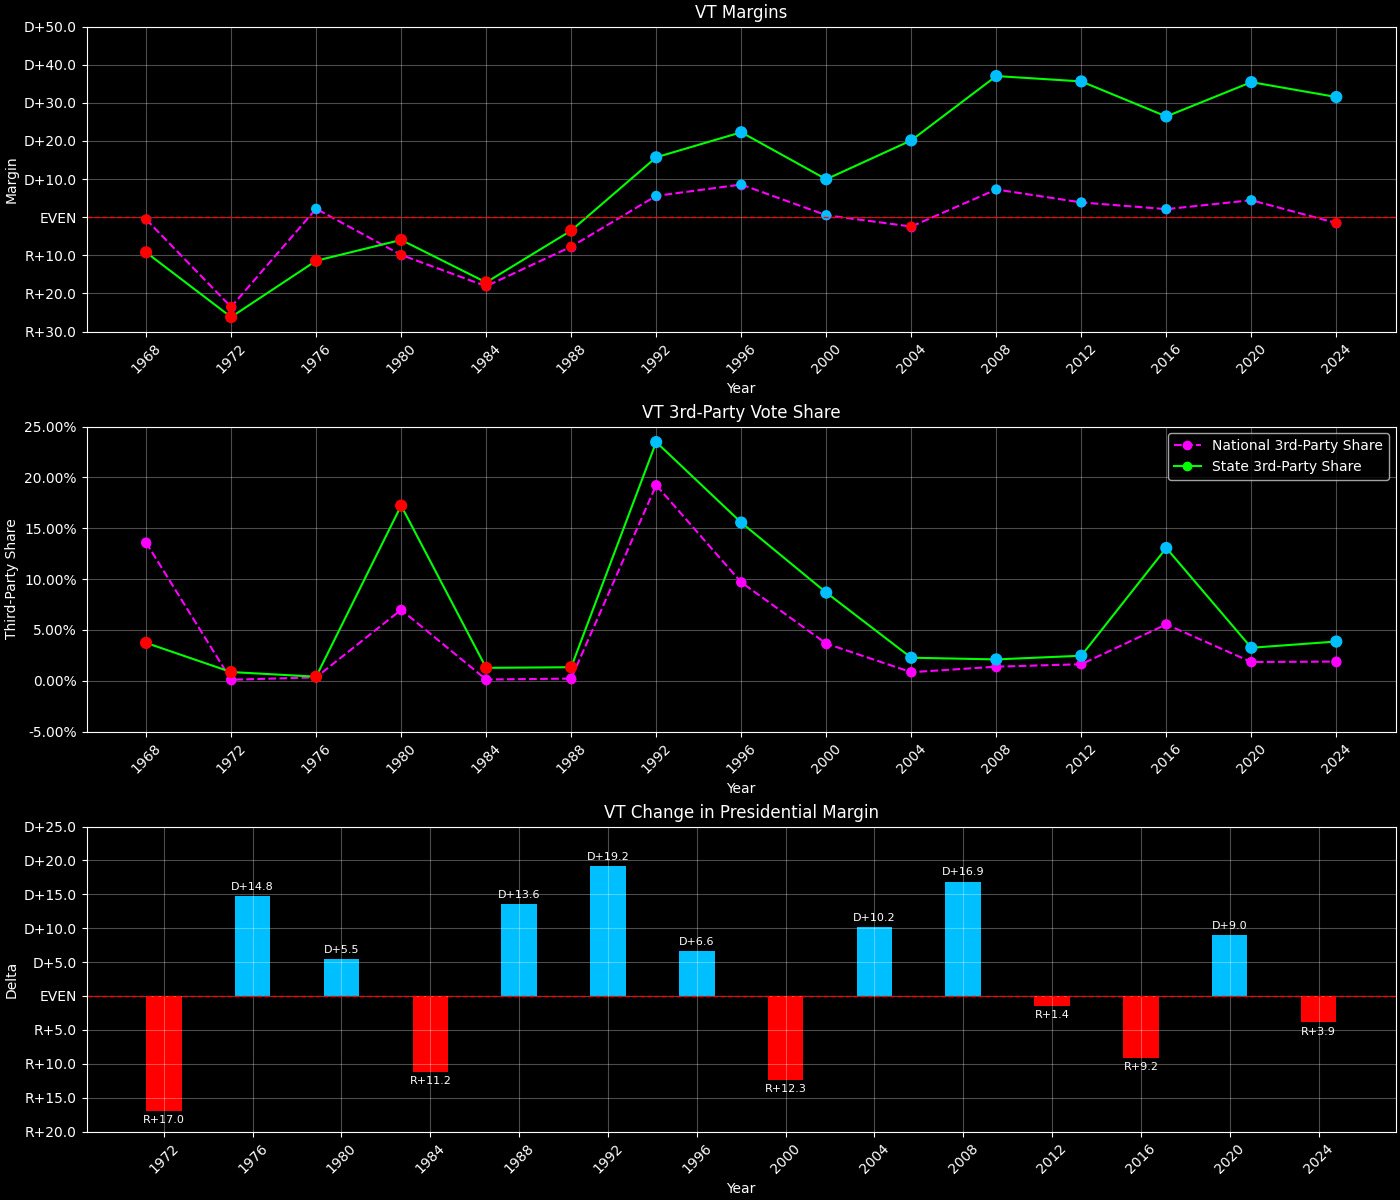 VT Margins
D+50.0
D+40.0
D+30.0
D+20.0
D+10.0
EVEN
R+10.0
R+20.0
R+30.0
Margin
1968 1972 1976 1980 1984 1988 1992 1996 2000 2004 2008 2012 2016 2020 2024
Year
VT 3rd-Party Vote Share
25.00%
20.00%
15.00%
10.00%
5.00%
0.00%
-5.00%
Third-Party Share
National 3rd-Party Share
State 3rd-Party Share
1968 1972 1976 1980 1984 1988 1992 1996 2000 2004 2008 2012 2016 2020 2024
Year
VT Change in Presidential Margin
D+25.0
D+20.0
D+15.0
D+10.0
D+5.0
EVEN
R+5.0
R+10.0
R+15.0
R+20.0
Delta
R+17.0
D+14.8
D+5.5
R+11.2
D+13.6
D+19.2
D+6.6
R+12.3
D+10.2
D+16.9
R+1.4
R+9.2
D+9.0
R+3.9
1972 1976 1980 1984 1988 1992 1996 2000 2004 2008 2012 2016 2020 2024
Year